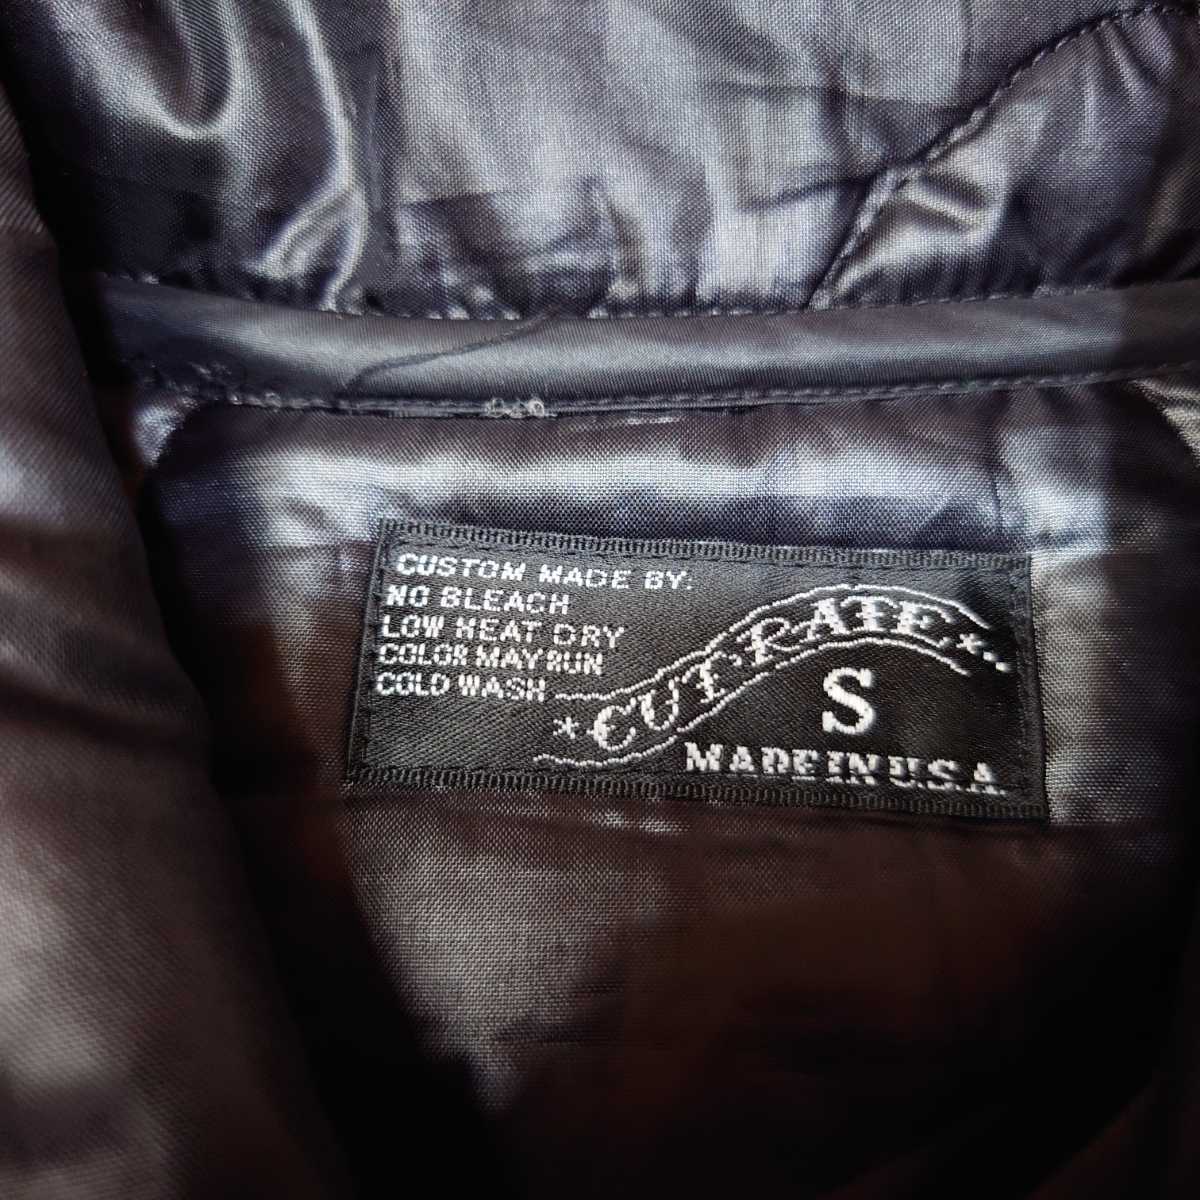 CUSTOM MADE BY:
NO BLEACH
LOW HEAT DRY
COLOR MAY RUN
COLD WASH
*CUT-RATE*..
S
MADE IN U.S.A.